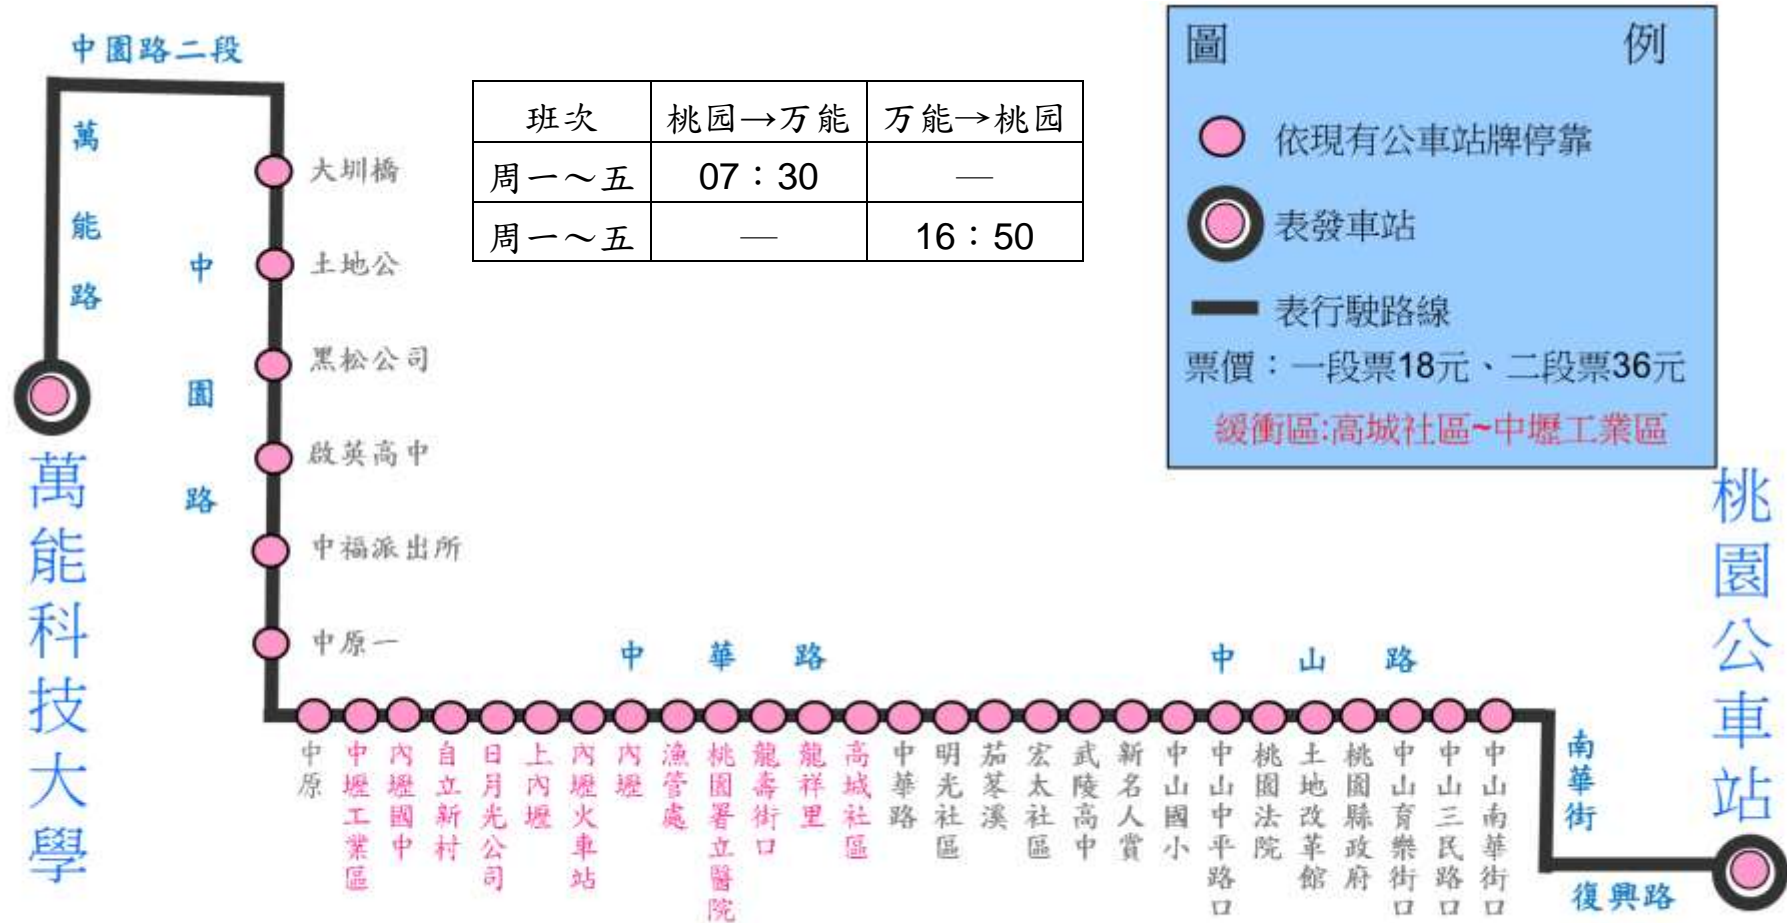 中園路二段
萬能路
中園路
大圳橋
土地公
黑松公司
啟英高中
中福派出所
中原一
班次 桃园→万能 万能→桃园
周一～五 07：30 —
周一～五 — 16：50
圖 例
依現有公車站牌停靠
表發車站
表行駛路線
票價：一段票18元、二段票36元
緩衝區:高城社區~中壢工業區
萬能科技大學
中華路
中山路
中原
中壢工業區
內壢國中
自立新村
日月光公司
上內壢
內壢火車站
內壢
漁管處
桃園署立醫院
龍壽街口
龍祥里
高城社區
中華路
明光社區
茄苳溪
宏太社區
武陵高中
新名人賞
中山國小
中山中平路口
桃園法院
土地改革館
桃園縣政府
中山育樂街口
中山三民路口
中山南華街口
南華街
復興路
桃園公車站